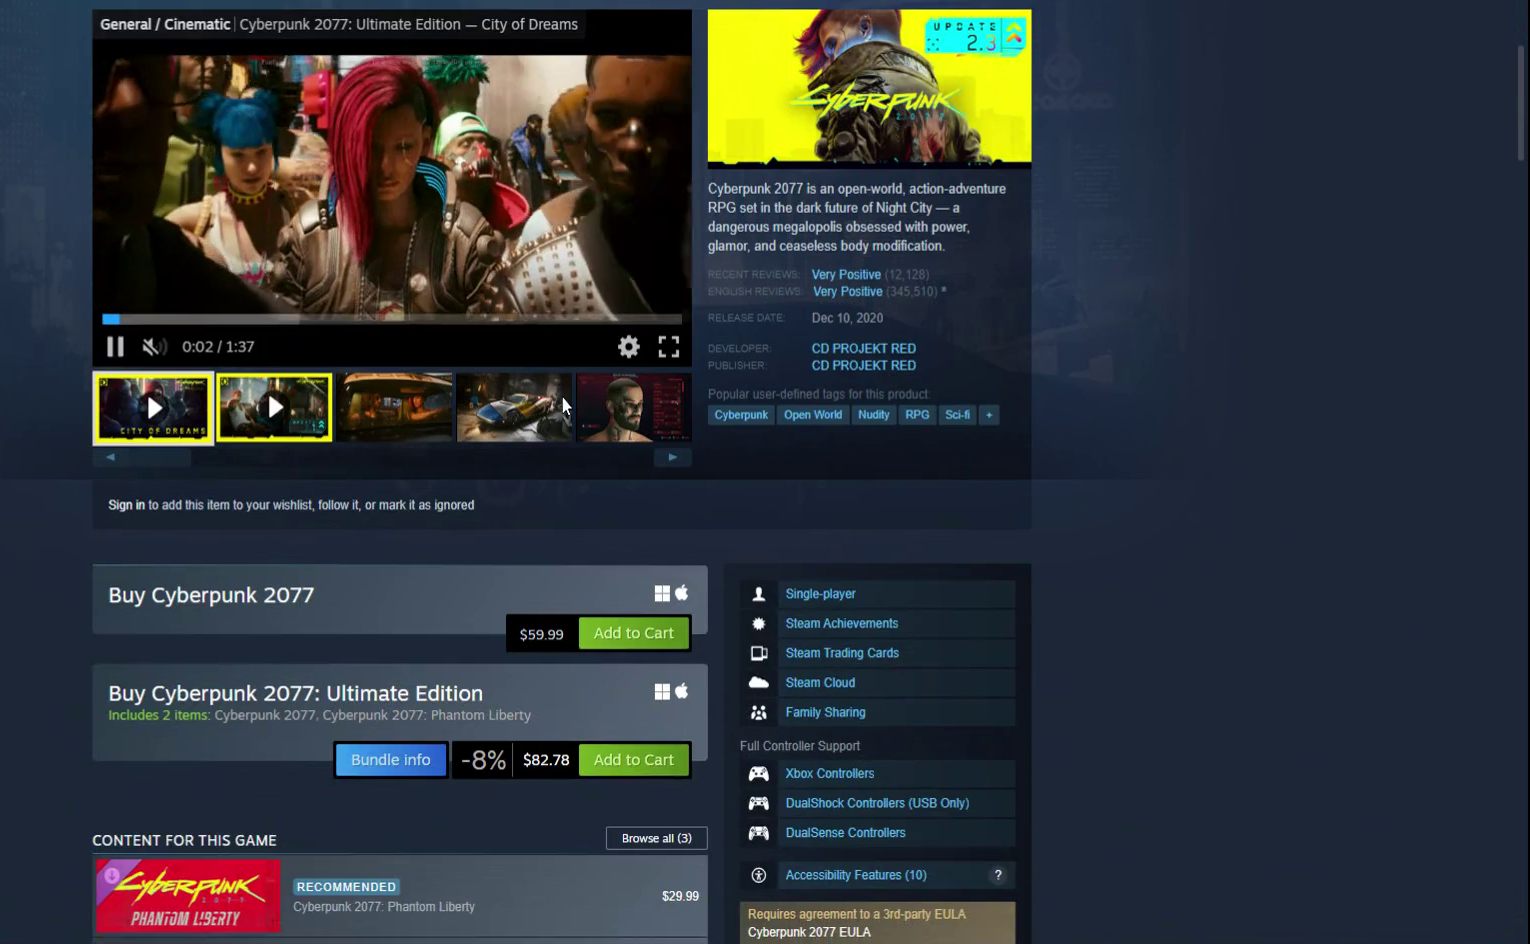 General / Cinematic | Cyberpunk 2077: Ultimate Edition — City of Dreams
0:02 / 1:37
CITY OF DREAMS
UPDATE
2.3
CYBERPUNK
2077
Cyberpunk 2077 is an open-world, action-adventure
RPG set in the dark future of Night City — a
dangerous megalopolis obsessed with power,
glamor, and ceaseless body modification.
RECENT REVIEWS: Very Positive (12,128)
ENGLISH REVIEWS: Very Positive (345,510) *
RELEASE DATE: Dec 10, 2020
DEVELOPER: CD PROJEKT RED
PUBLISHER: CD PROJEKT RED
Popular user-defined tags for this product:
Cyberpunk Open World Nudity RPG Sci-fi +
Sign in to add this item to your wishlist, follow it, or mark it as ignored
Buy Cyberpunk 2077
$59.99 Add to Cart
Buy Cyberpunk 2077: Ultimate Edition
Includes 2 items: Cyberpunk 2077, Cyberpunk 2077: Phantom Liberty
Bundle info -8% $82.78 Add to Cart
CONTENT FOR THIS GAME Browse all (3)
CYBERPUNK
2077
PHANTOM LIBERTY
RECOMMENDED
Cyberpunk 2077: Phantom Liberty
$29.99
Single-player
Steam Achievements
Steam Trading Cards
Steam Cloud
Family Sharing
Full Controller Support
Xbox Controllers
DualShock Controllers (USB Only)
DualSense Controllers
Accessibility Features (10) ?
Requires agreement to a 3rd-party EULA
Cyberpunk 2077 EULA